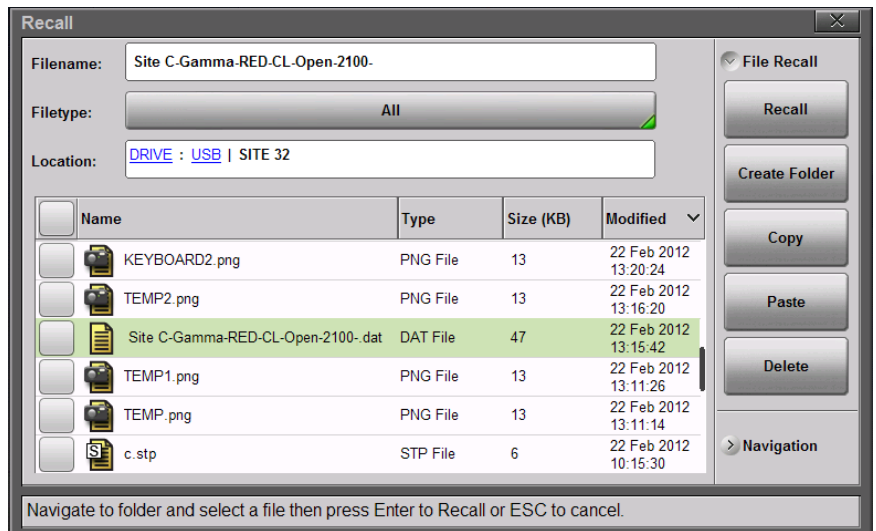 Recall
Filename: Site C-Gamma-RED-CL-Open-2100-
Filetype: All
Location: DRIVE : USB | SITE 32
Name Type Size (KB) Modified
KEYBOARD2.png PNG File 13 22 Feb 2012
13:20:24
TEMP2.png PNG File 13 22 Feb 2012
13:16:20
Site C-Gamma-RED-CL-Open-2100-.dat DAT File 47 22 Feb 2012
13:15:42
TEMP1.png PNG File 13 22 Feb 2012
13:11:26
TEMP.png PNG File 13 22 Feb 2012
13:11:14
S c.stp STP File 6 22 Feb 2012
10:15:30
File Recall
Recall
Create Folder
Copy
Paste
Delete
Navigation
Navigate to folder and select a file then press Enter to Recall or ESC to cancel.